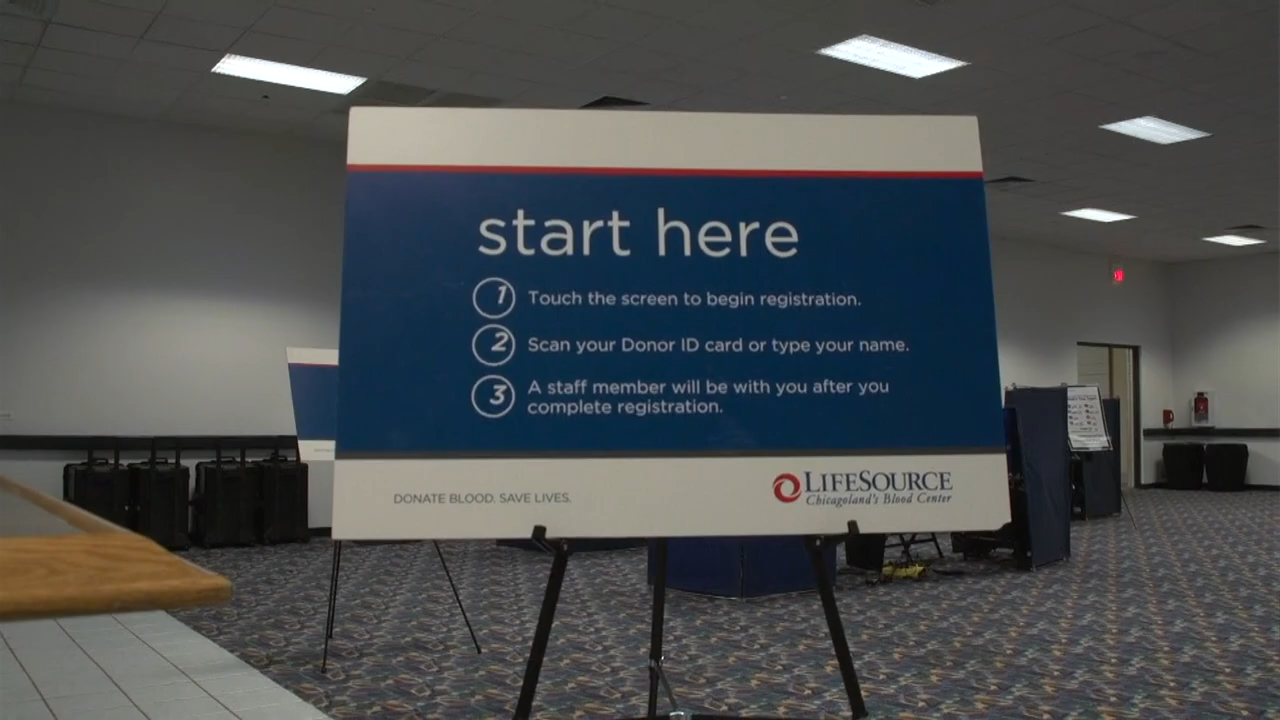 start here
1 Touch the screen to begin registration.
2 Scan your Donor ID card or type your name.
3 A staff member will be with you after you
complete registration.
DONATE BLOOD. SAVE LIVES.
LIFESOURCE
Chicagoland's Blood Center